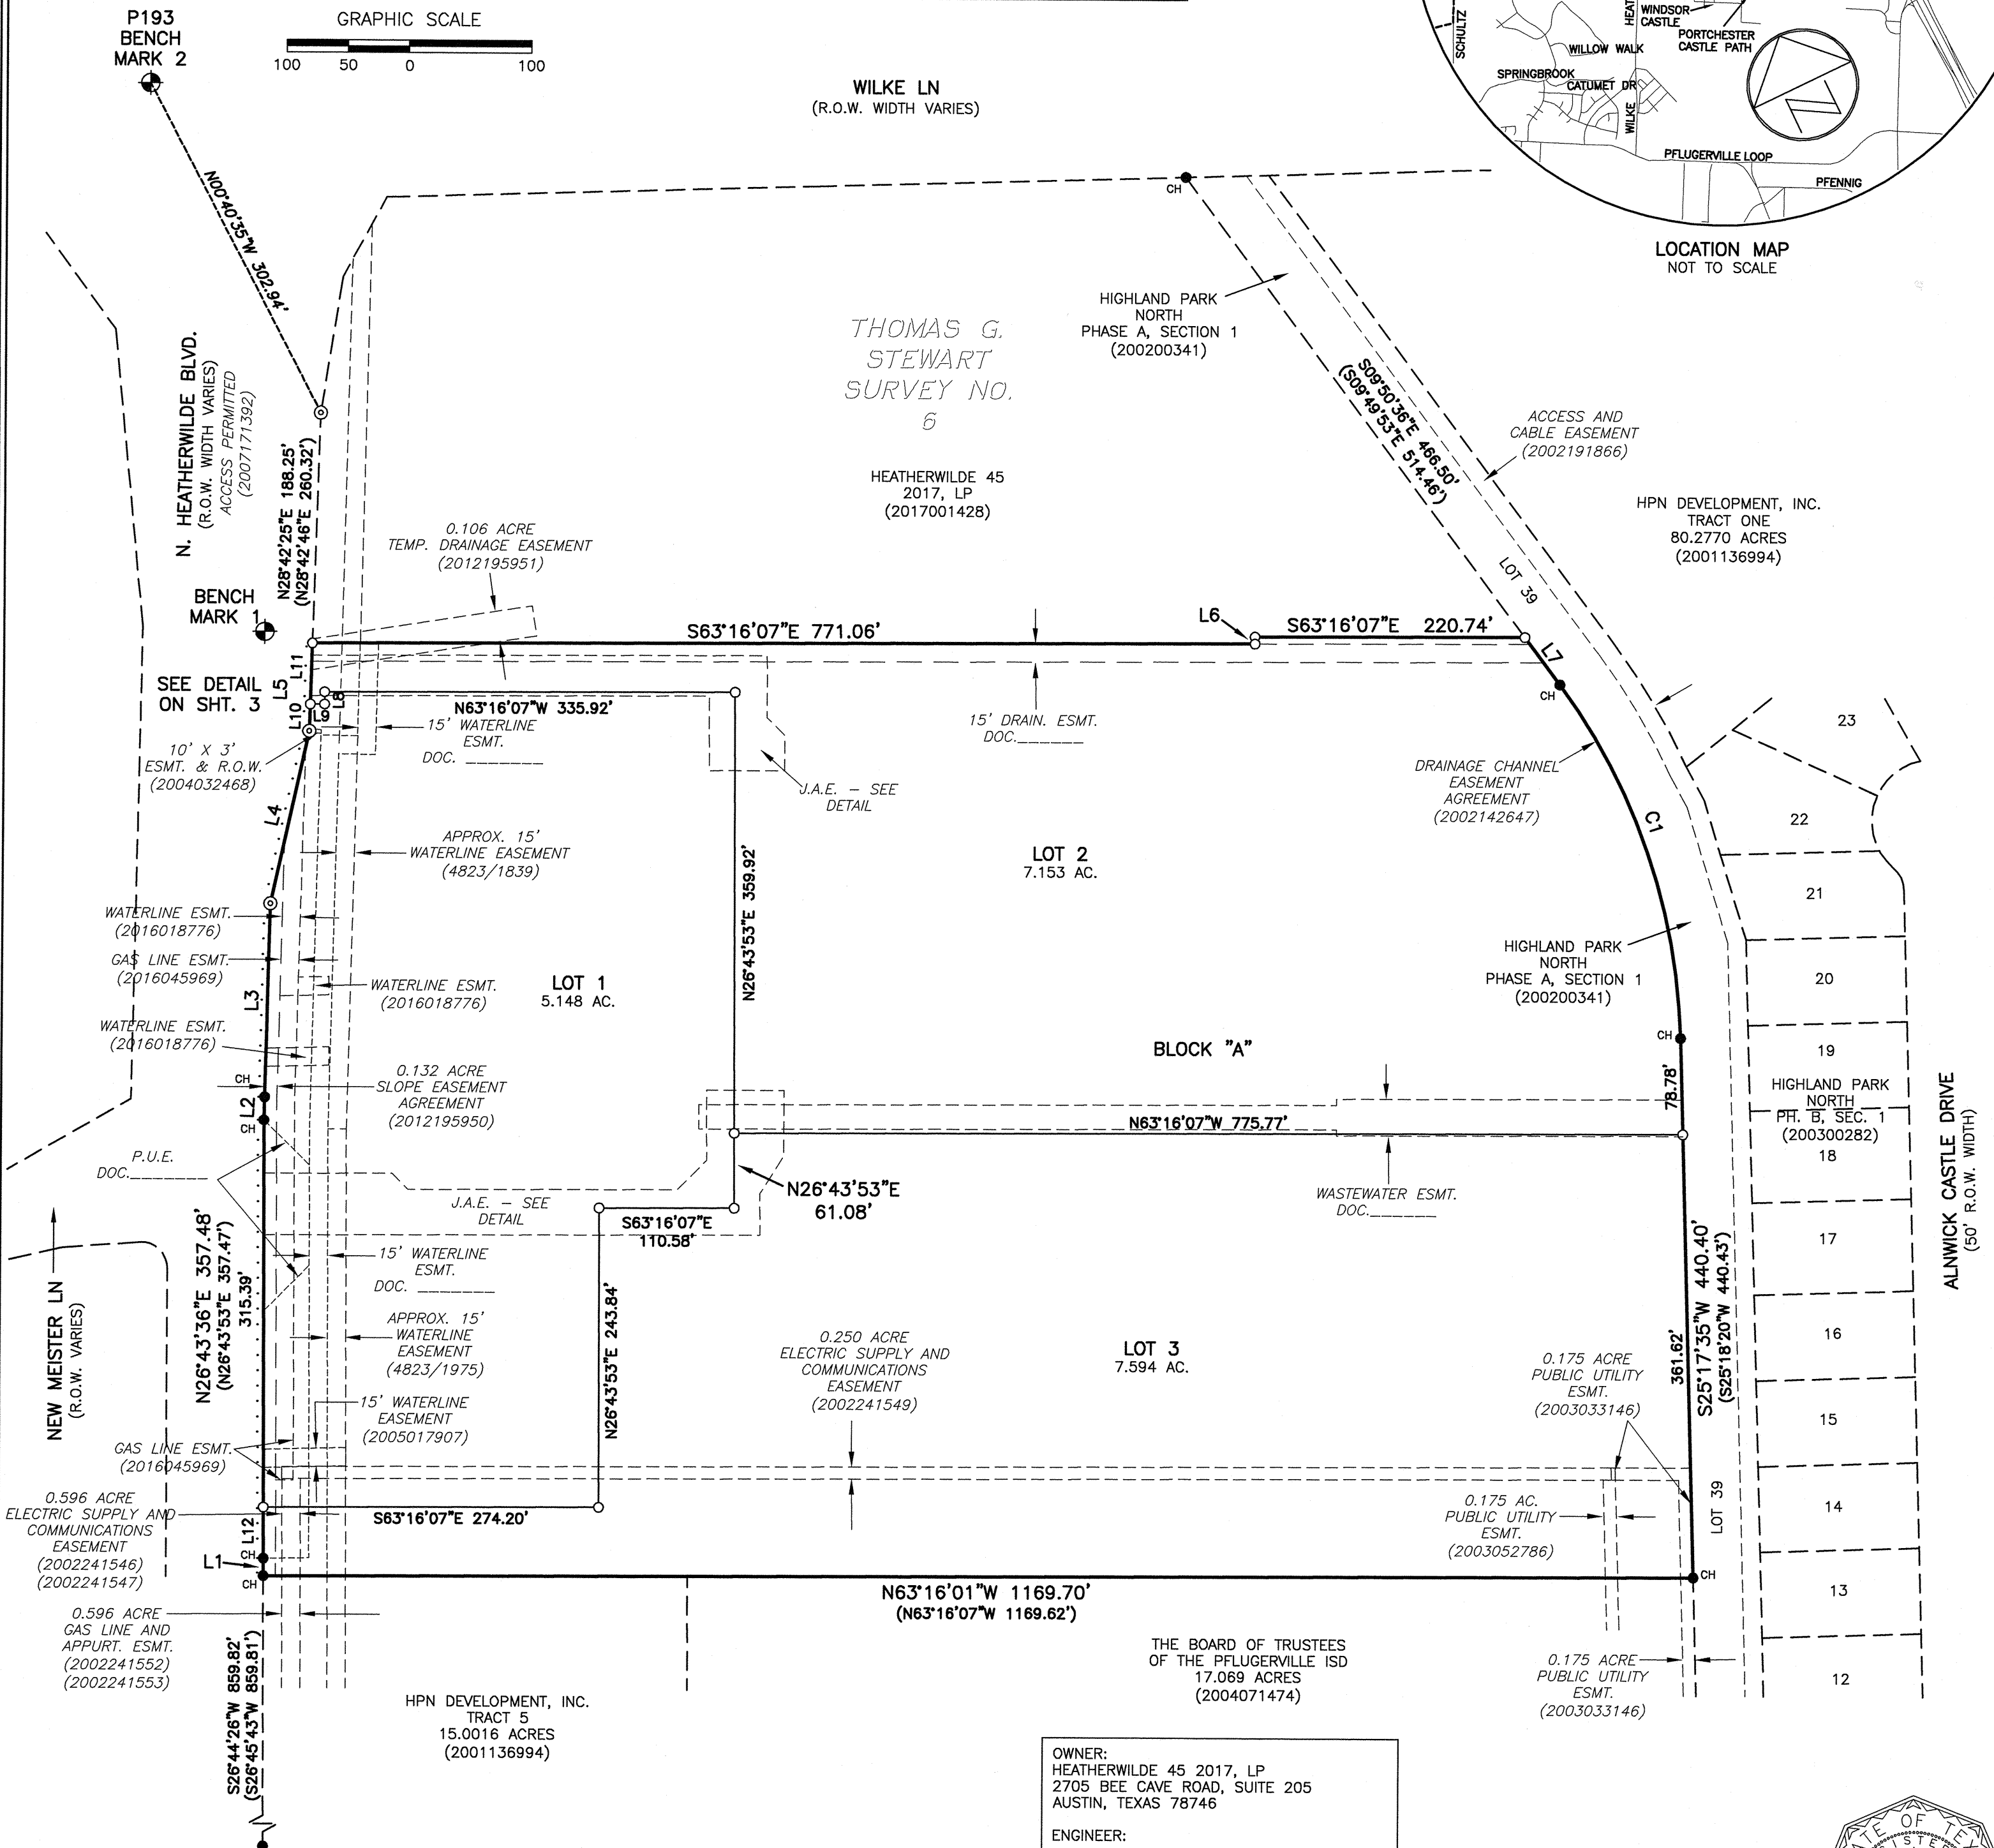 P193
BENCH
MARK 2
GRAPHIC SCALE
100 50 0 100
WILKE LN
(R.O.W. WIDTH VARIES)
SCHULTZ
WINDSOR
CASTLE
PORTCHESTER
CASTLE PATH
WILLOW WALK
SPRINGBROOK
CATUMET DR
WILKE
PFLUGERVILLE LOOP
PFENNIG
LOCATION MAP
NOT TO SCALE
N00°40'35"W 302.94'
CH
N. HEATHERWILDE BLVD.
(R.O.W. WIDTH VARIES)
ACCESS PERMITTED
(2007171392)
N28°42'25"E 188.25'
(N28°42'46"E 260.32')
THOMAS G.
STEWART
SURVEY NO.
6
HEATHERWILDE 45
2017, LP
(2017001428)
HIGHLAND PARK
NORTH
PHASE A, SECTION 1
(200200341)
S09°50'36"E 466.50'
(S09°49'53"E 514.46')
ACCESS AND
CABLE EASEMENT
(2002191866)
HPN DEVELOPMENT, INC.
TRACT ONE
80.2770 ACRES
(2001136994)
LOT 39
0.106 ACRE
TEMP. DRAINAGE EASEMENT
(2012195951)
BENCH
MARK 1
S63°16'07"E 771.06'
L6
S63°16'07"E 220.74'
L7
CH
L11
L5
L10
L8
L9
SEE DETAIL
ON SHT. 3
N63°16'07"W 335.92'
15' WATERLINE
ESMT.
DOC. _______
15' DRAIN. ESMT.
DOC.______
10' X 3'
ESMT. & R.O.W.
(2004032468)
J.A.E. – SEE
DETAIL
DRAINAGE CHANNEL
EASEMENT
AGREEMENT
(2002142647)
C1
23
22
21
20
19
L4
APPROX. 15'
WATERLINE EASEMENT
(4823/1839)
N26°43'53"E 359.92'
LOT 2
7.153 AC.
WATERLINE ESMT.
(2016018776)
GAS LINE ESMT.
(2016045969)
WATERLINE ESMT.
(2016018776)
LOT 1
5.148 AC.
HIGHLAND PARK
NORTH
PHASE A, SECTION 1
(200200341)
L3
WATERLINE ESMT.
(2016018776)
CH
BLOCK "A"
0.132 ACRE
SLOPE EASEMENT
AGREEMENT
(2012195950)
CH
L2
CH
78.78'
HIGHLAND PARK
NORTH
PH. B, SEC. 1
(200300282)
18
ALNWICK CASTLE DRIVE
(50' R.O.W. WIDTH)
N63°16'07"W 775.77'
P.U.E.
DOC._______
N26°43'53"E
61.08'
WASTEWATER ESMT.
DOC.______
J.A.E. – SEE
DETAIL
S63°16'07"E
110.58'
17
16
15
14
13
12
NEW MEISTER LN
(R.O.W. VARIES)
N26°43'36"E 357.48'
(N26°43'53"E 357.47')
315.39'
15' WATERLINE
ESMT.
DOC. _______
APPROX. 15'
WATERLINE
EASEMENT
(4823/1975)
N26°43'53"E 243.84'
0.250 ACRE
ELECTRIC SUPPLY AND
COMMUNICATIONS
EASEMENT
(2002241549)
LOT 3
7.594 AC.
0.175 ACRE
PUBLIC UTILITY
ESMT.
(2003033146)
361.62'
S25°17'35"W 440.40'
(S25°18'20"W 440.43')
15' WATERLINE
EASEMENT
(2005017907)
GAS LINE ESMT.
(2016045969)
0.596 ACRE
ELECTRIC SUPPLY AND
COMMUNICATIONS
EASEMENT
(2002241546)
(2002241547)
S63°16'07"E 274.20'
L12
CH
L1
CH
0.175 AC.
PUBLIC UTILITY
ESMT.
(2003052786)
LOT 39
CH
N63°16'01"W 1169.70'
(N63°16'07"W 1169.62')
0.596 ACRE
GAS LINE AND
APPURT. ESMT.
(2002241552)
(2002241553)
S26°44'26"W 859.82'
(S26°45'43"W 859.81')
HPN DEVELOPMENT, INC.
TRACT 5
15.0016 ACRES
(2001136994)
THE BOARD OF TRUSTEES
OF THE PFLUGERVILLE ISD
17.069 ACRES
(2004071474)
0.175 ACRE
PUBLIC UTILITY
ESMT.
(2003033146)
OWNER:
HEATHERWILDE 45 2017, LP
2705 BEE CAVE ROAD, SUITE 205
AUSTIN, TEXAS 78746
ENGINEER: